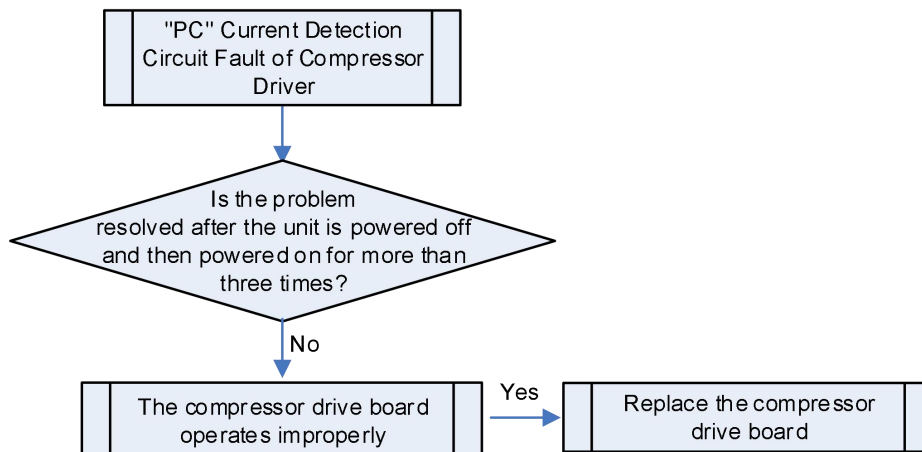 "PC" Current Detection
Circuit Fault of Compressor
Driver
Is the problem
resolved after the unit is powered off
and then powered on for more than
three times?
No
The compressor drive board
operates improperly
Yes
Replace the compressor
drive board